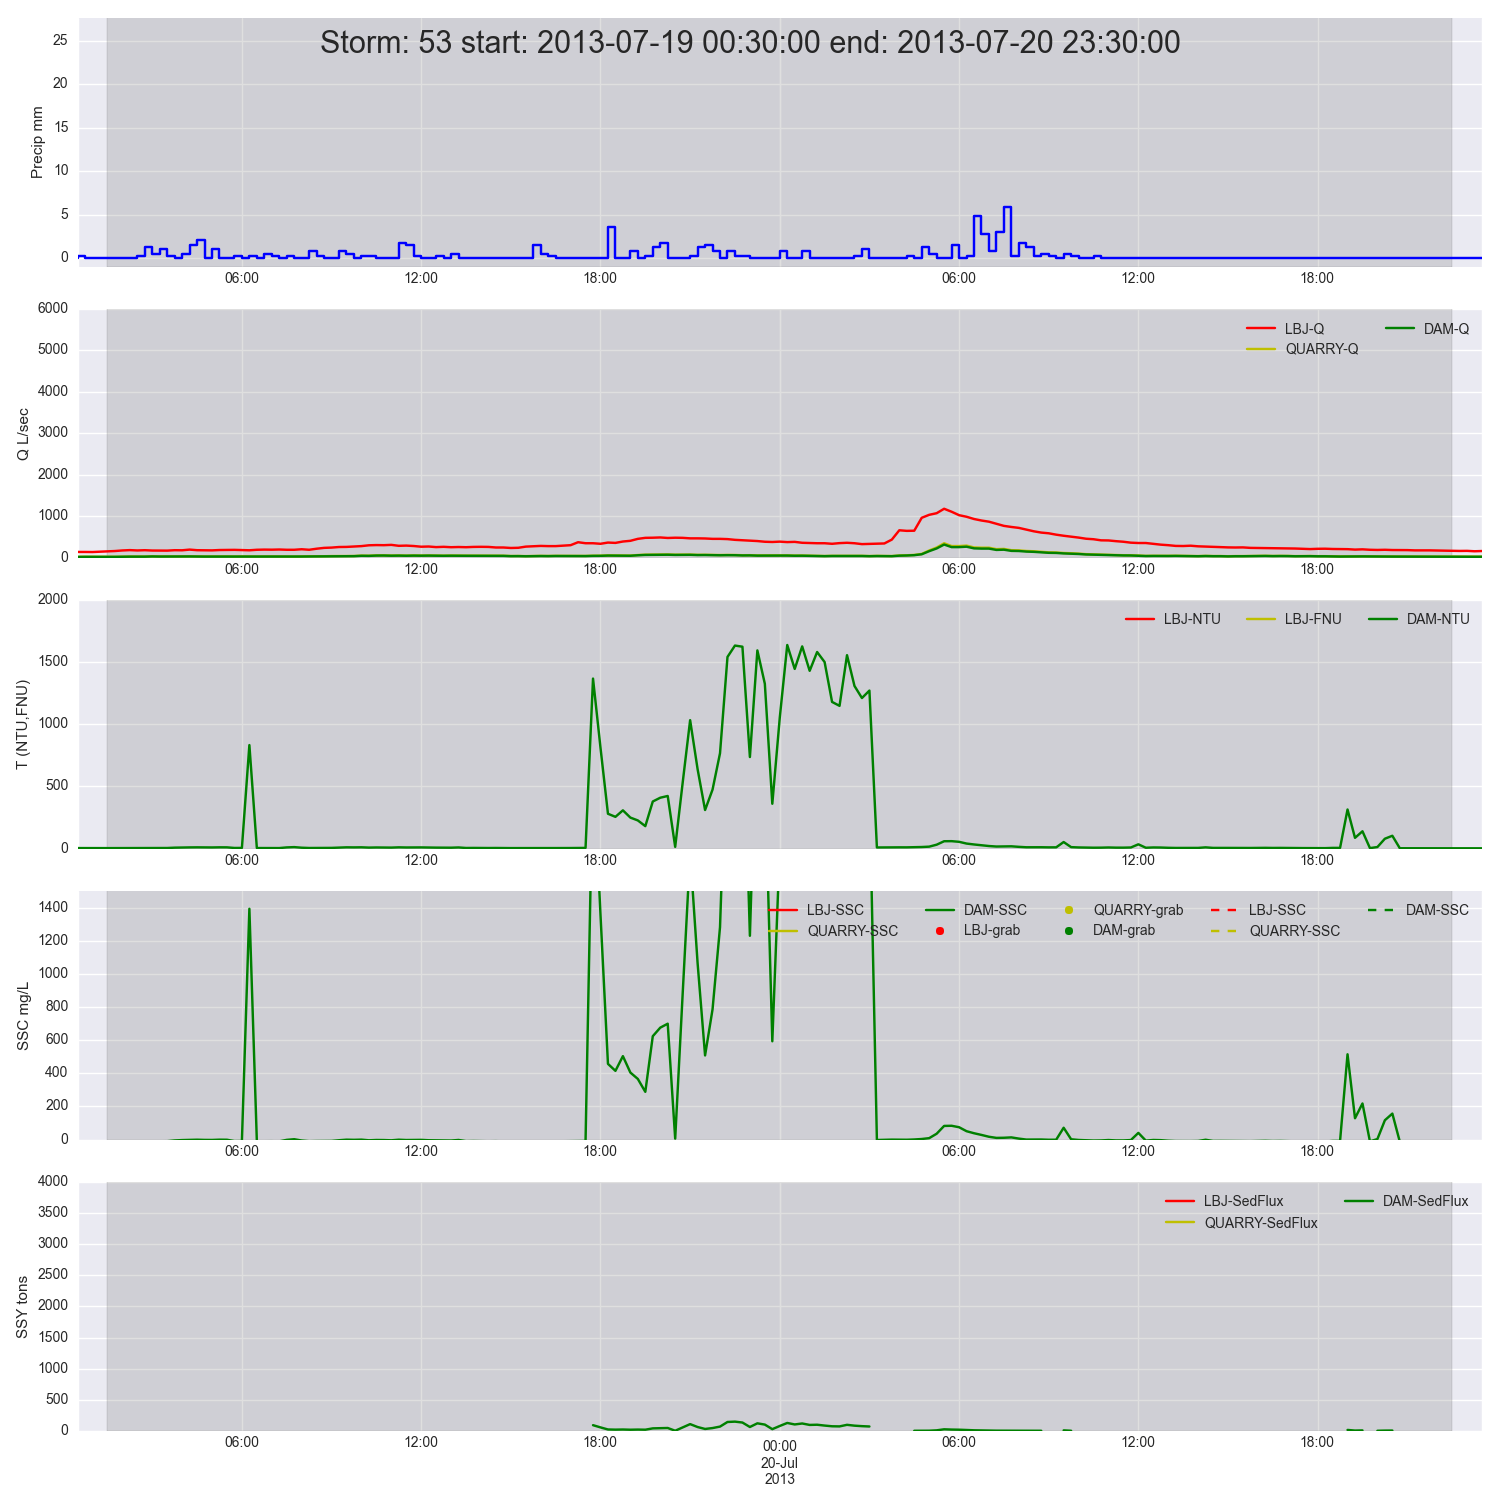 Storm: 53 start: 2013-07-19 00:30:00 end: 2013-07-20 23:30:00
Precip mm
25
20
15
10
5
0
06:00 12:00 18:00 06:00 12:00 18:00
Q L/sec
6000
5000
4000
3000
2000
1000
0
LBJ-Q DAM-Q
QUARRY-Q
06:00 12:00 18:00 06:00 12:00 18:00
T (NTU,FNU)
2000
1500
1000
500
0
LBJ-NTU LBJ-FNU DAM-NTU
06:00 12:00 18:00 06:00 12:00 18:00
SSC mg/L
1400
1200
1000
800
600
400
200
0
LBJ-SSC DAM-SSC QUARRY-grab LBJ-SSC DAM-SSC
QUARRY-SSC LBJ-grab DAM-grab QUARRY-SSC
06:00 12:00 18:00 06:00 12:00 18:00
SSY tons
4000
3500
3000
2500
2000
1500
1000
500
0
LBJ-SedFlux DAM-SedFlux
QUARRY-SedFlux
06:00 12:00 18:00 00:00 06:00 12:00 18:00
20-Jul
2013